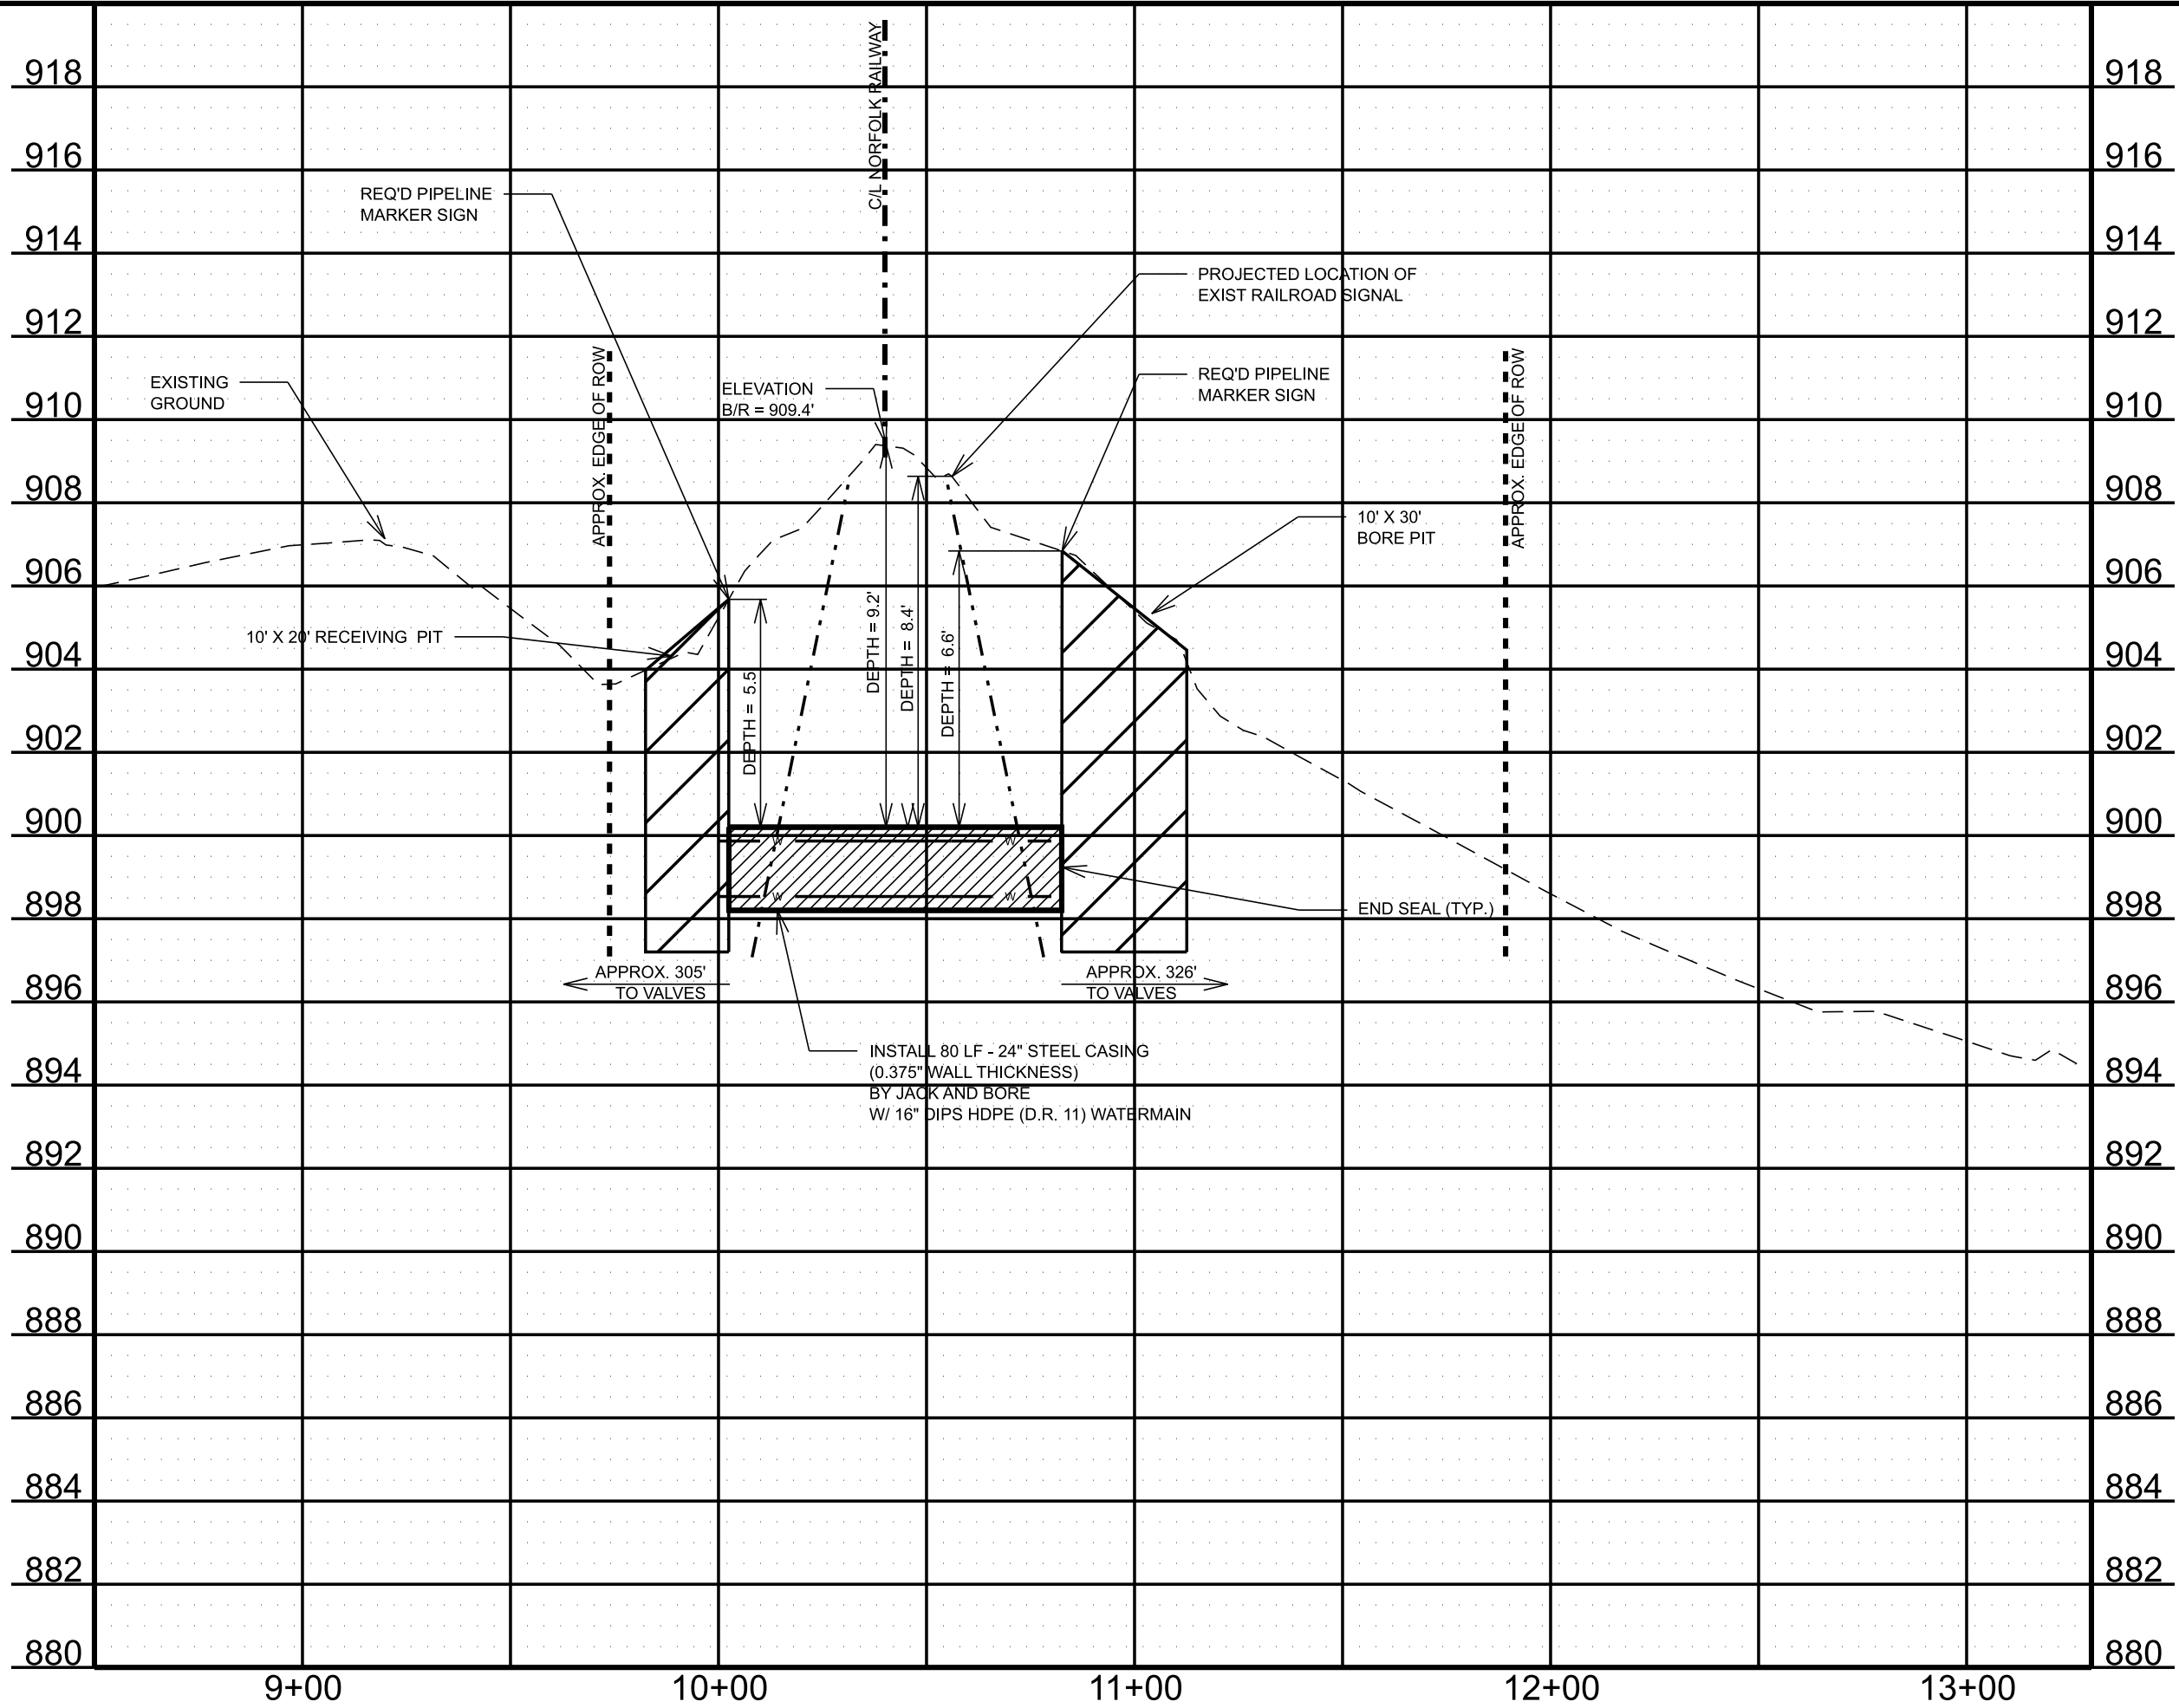 C/L NORFOLK RAILWAY
918
918
916
916
REQ'D PIPELINE
MARKER SIGN
914
914
PROJECTED LOCATION OF
EXIST RAILROAD SIGNAL
912
912
APPROX. EDGE OF ROW
APPROX. EDGE OF ROW
EXISTING
GROUND
ELEVATION
B/R = 909.4'
REQ'D PIPELINE
MARKER SIGN
910
910
908
908
10' X 30'
BORE PIT
906
906
10' X 20' RECEIVING PIT
DEPTH = 5.5'
DEPTH = 9.2'
DEPTH = 8.4'
DEPTH = 6.6'
904
904
902
902
900
900
W
W
W
W
END SEAL (TYP.)
898
898
APPROX. 305'
TO VALVES
APPROX. 326'
TO VALVES
896
896
INSTALL 80 LF - 24" STEEL CASING
(0.375" WALL THICKNESS)
BY JACK AND BORE
W/ 16" DIPS HDPE (D.R. 11) WATERMAIN
894
894
892
892
890
890
888
888
886
886
884
884
882
882
880
880
9+00
10+00
11+00
12+00
13+00